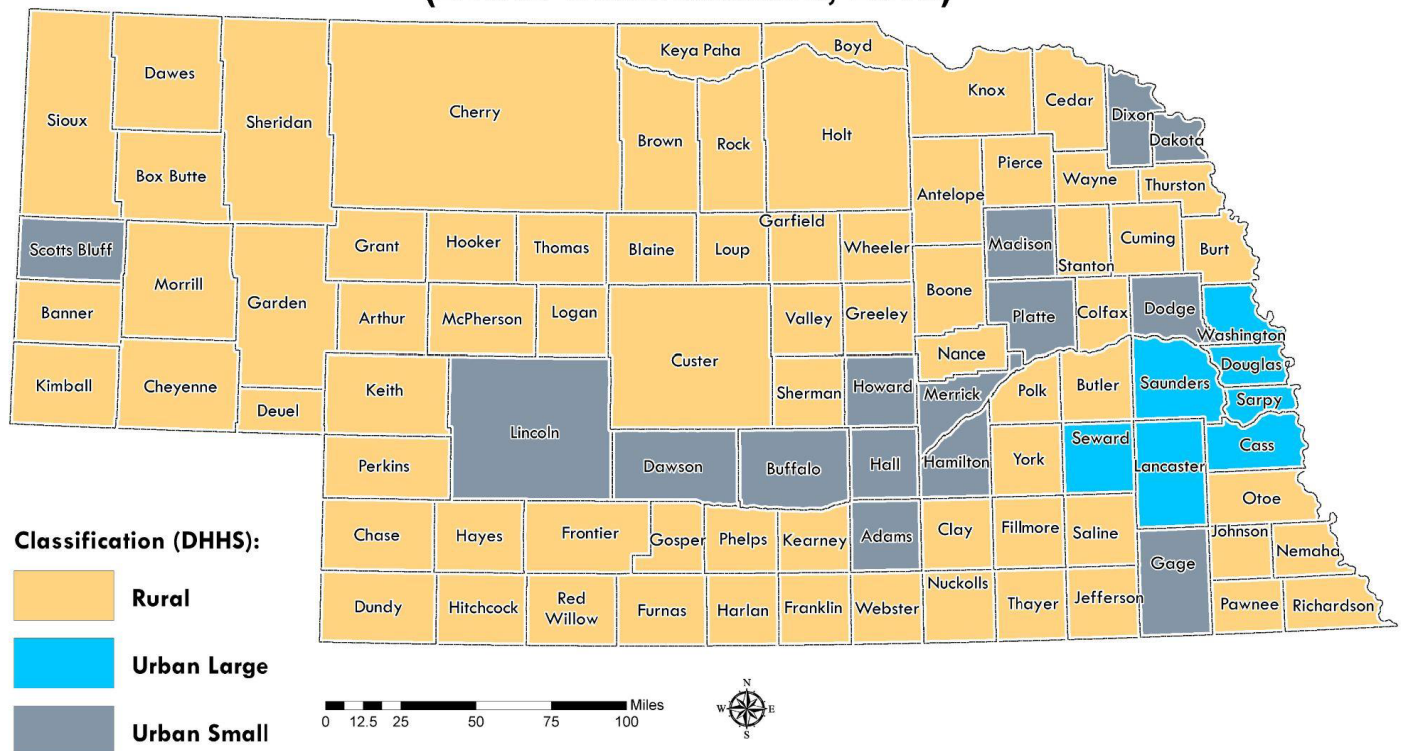 Keya Paha
Boyd
Dawes
Knox
Cedar
Sioux
Sheridan
Cherry
Dixon
Brown
Rock
Holt
Dakota
Pierce
Box Butte
Wayne
Thurston
Antelope
Garfield
Scotts Bluff
Grant
Hooker
Thomas
Blaine
Loup
Wheeler
Madison
Stanton
Cuming
Burt
Morrill
Garden
Boone
Banner
Arthur
McPherson
Logan
Valley
Greeley
Platte
Colfax
Dodge
Washington
Custer
Nance
Douglas
Kimball
Cheyenne
Keith
Sherman
Howard
Merrick
Polk
Butler
Saunders
Sarpy
Deuel
Lincoln
Seward
Cass
Perkins
Dawson
Buffalo
Hall
Hamilton
York
Lancaster
Otoe
Chase
Hayes
Frontier
Gosper
Phelps
Kearney
Adams
Clay
Fillmore
Saline
Johnson
Nemaha
Gage
Nuckolls
Dundy
Hitchcock
Red
Willow
Furnas
Harlan
Franklin
Webster
Thayer
Jefferson
Pawnee
Richardson
Classification (DHHS):
Rural
Urban Large
Urban Small
Miles
0 12.5 25 50 75 100
N
W E
S